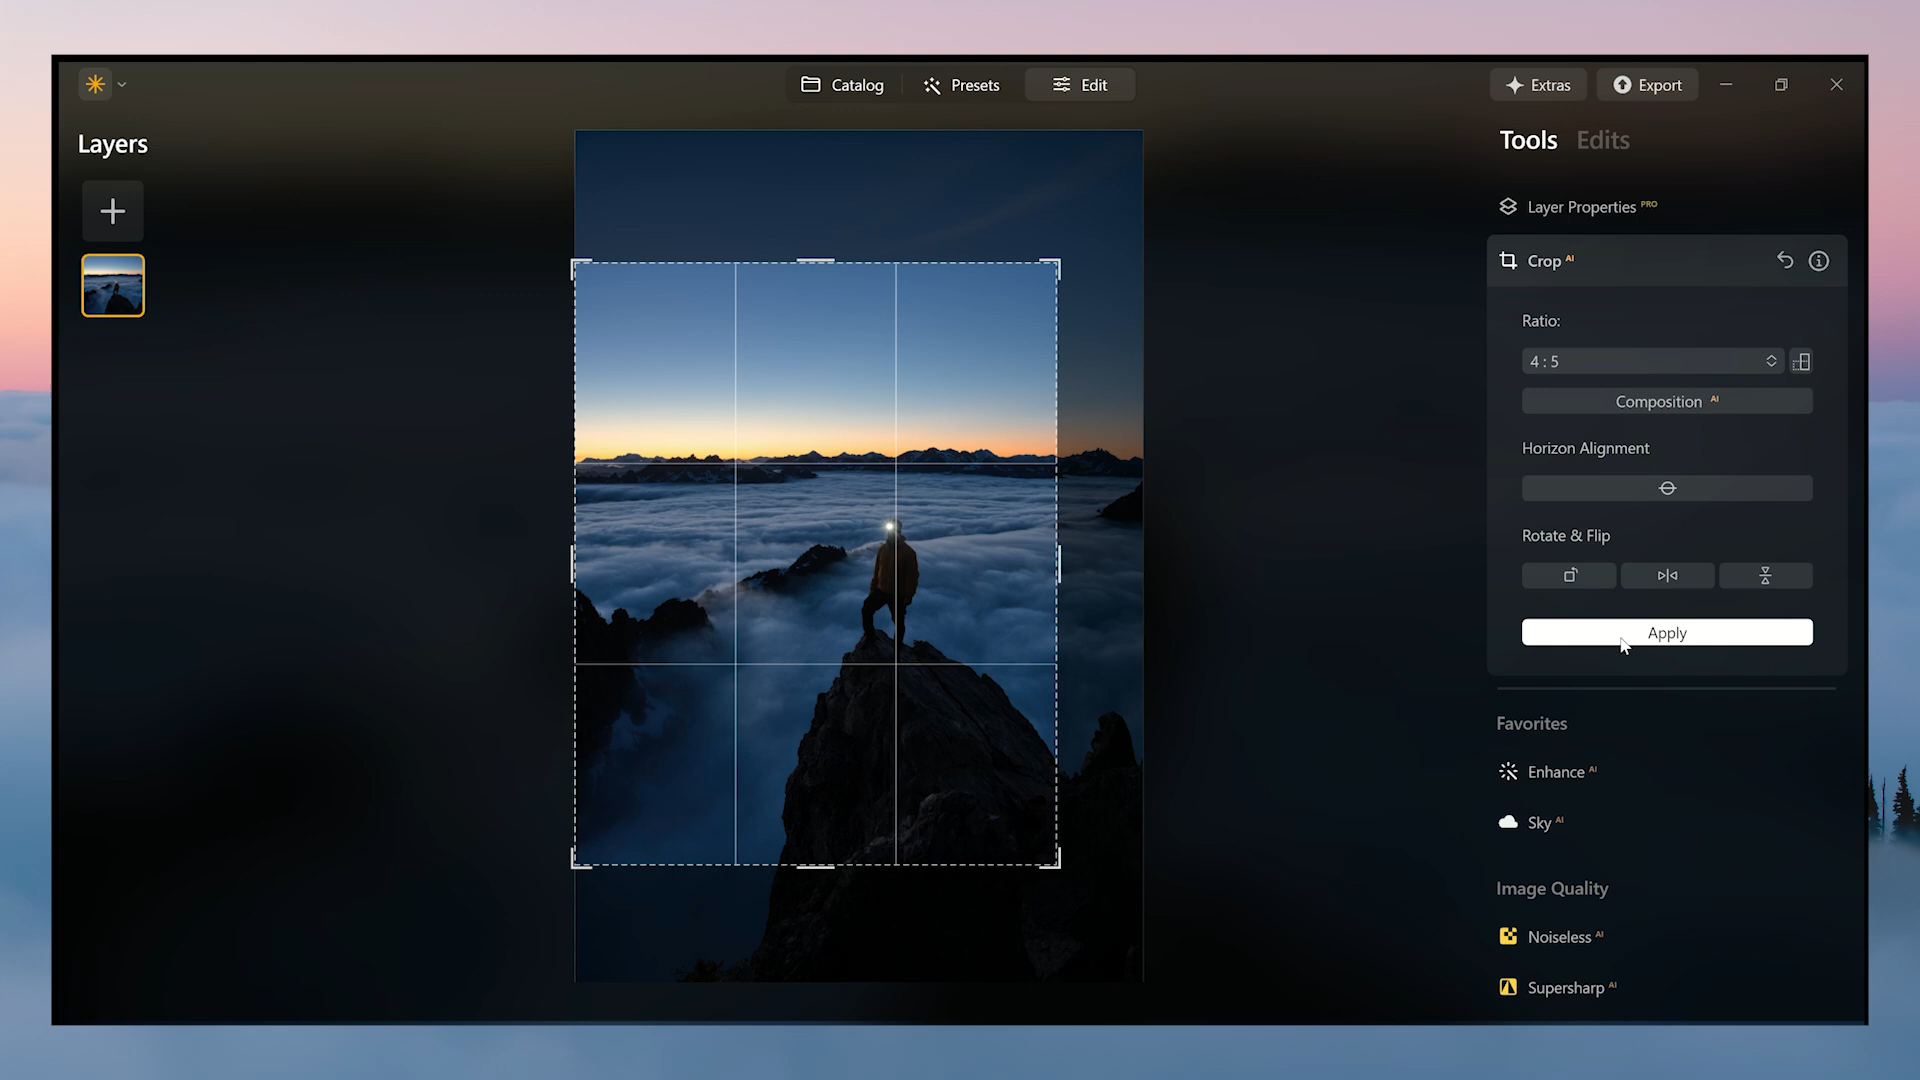 Catalog
Presets
Edit
Extras
Export
Layers
Tools Edits
Layer Properties PRO
Crop AI
Ratio:
4 : 5
Composition AI
Horizon Alignment
Rotate & Flip
Apply
Favorites
Enhance AI
Sky AI
Image Quality
Noiseless AI
Supersharp AI